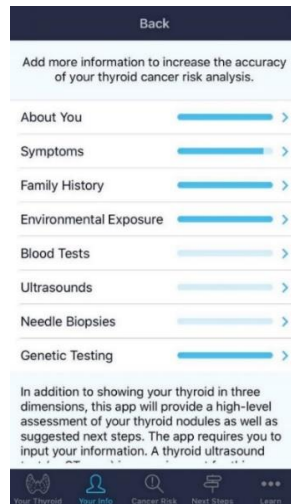 Back
Add more information to increase the accuracy
of your thyroid cancer risk analysis.
About You
Symptoms
Family History
Environmental Exposure
Blood Tests
Ultrasounds
Needle Biopsies
Genetic Testing
In addition to showing your thyroid in three
dimensions, this app will provide a high-level
assessment of your thyroid nodules as well as
suggested next steps. The app requires you to
input your information. A thyroid ultrasound
Your Thyroid Your Info Cancer Risk Next Steps Learn